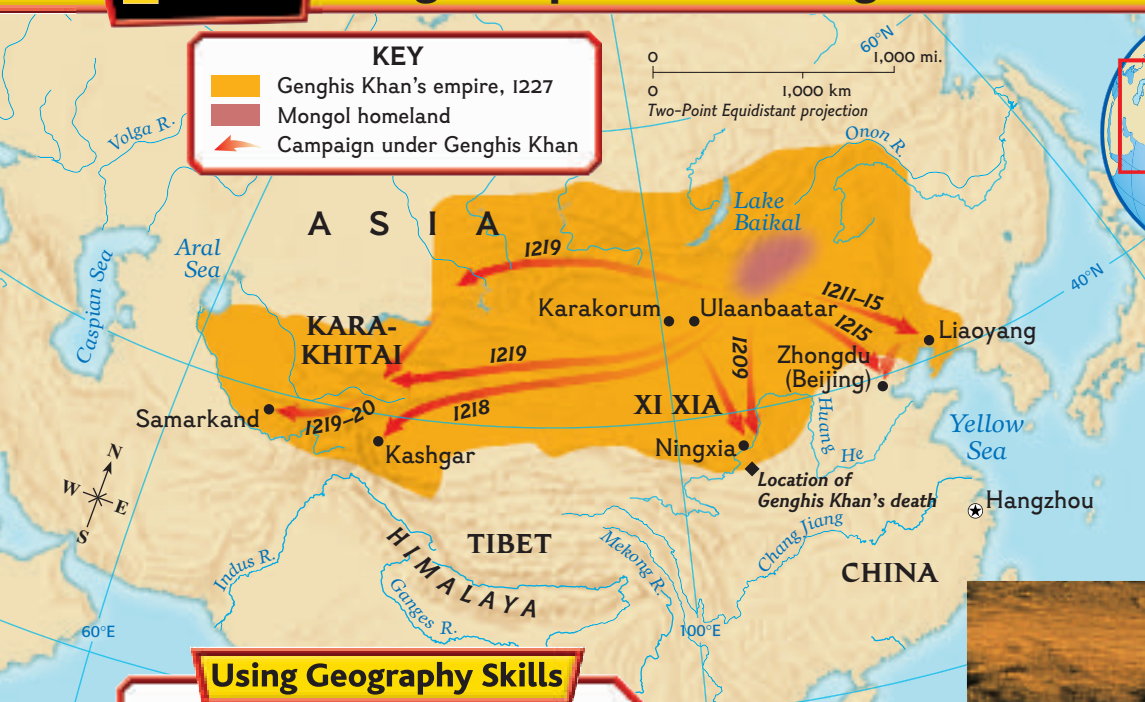 KEY
Genghis Khan's empire, 1227
Mongol homeland
Campaign under Genghis Khan
0
1,000 mi.
0
1,000 km
Two-Point Equidistant projection
60°N
Volga R.
Onon R.
ASIA
Lake
Baikal
Aral
Sea
Caspian Sea
40°N
1219
1211–15
Karakorum
Ulaanbaatar
1215
Liaoyang
KARA-
KHITAI
1219
1209
Zhongdu
(Beijing)
1218
XI XIA
Samarkand
1219–20
Huang
He
Yellow
Sea
Kashgar
Ningxia
Location of
Genghis Khan's death
N
W
E
S
Hangzhou
HIMALAYA
TIBET
Mekong R.
Chang Jiang
Indus R.
CHINA
Ganges R.
60°E
100°E
Using Geography Skills